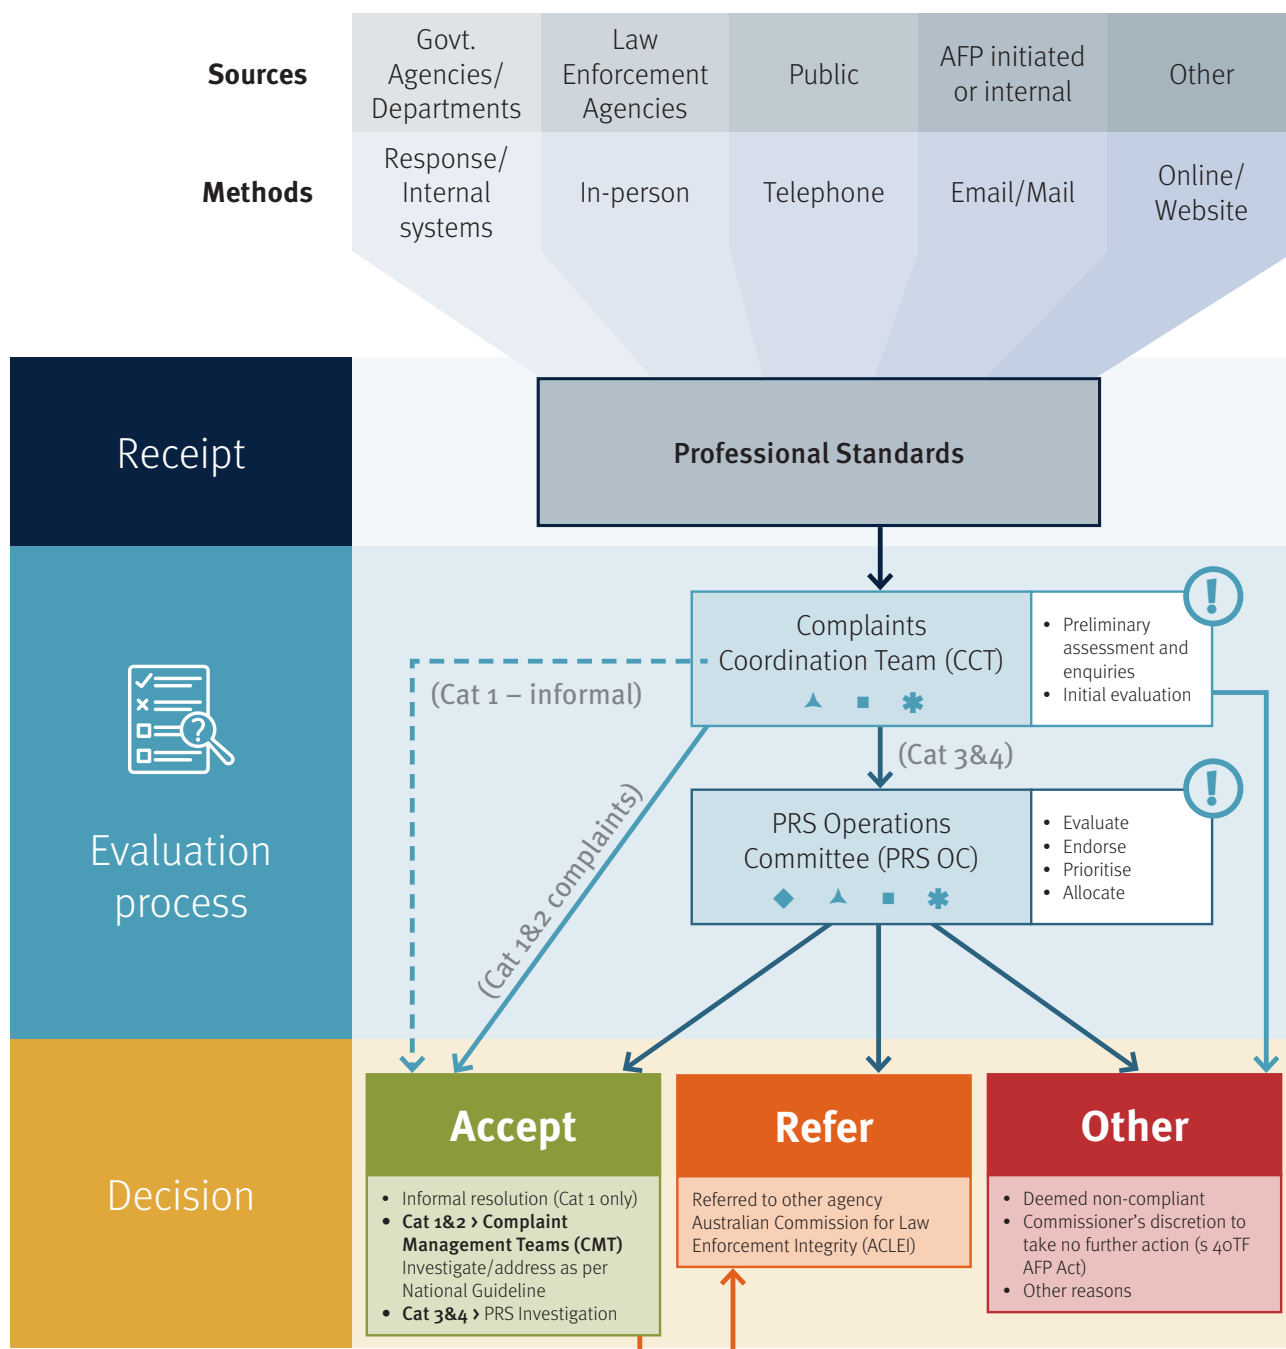 Sources
Govt.
Agencies/
Departments
Law
Enforcement
Agencies
Public
AFP initiated
or internal
Other
Methods
Response/
Internal
systems
In-person
Telephone
Email/Mail
Online/
Website
Receipt
Professional Standards
Evaluation
process
Complaints
Coordination Team (CCT)
• Preliminary
assessment and
enquiries
• Initial evaluation
!
(Cat 1 – informal)
(Cat 1&2 complaints)
(Cat 3&4)
PRS Operations
Committee (PRS OC)
• Evaluate
• Endorse
• Prioritise
• Allocate
!
?
Decision
Accept
• Informal resolution (Cat 1 only)
• Cat 1&2 > Complaint
Management Teams (CMT)
Investigate/address as per
National Guideline
• Cat 3&4 > PRS Investigation
Refer
Referred to other agency
Australian Commission for Law
Enforcement Integrity (ACLEI)
Other
• Deemed non-compliant
• Commissioner's discretion to
take no further action (s 40TF
AFP Act)
• Other reasons